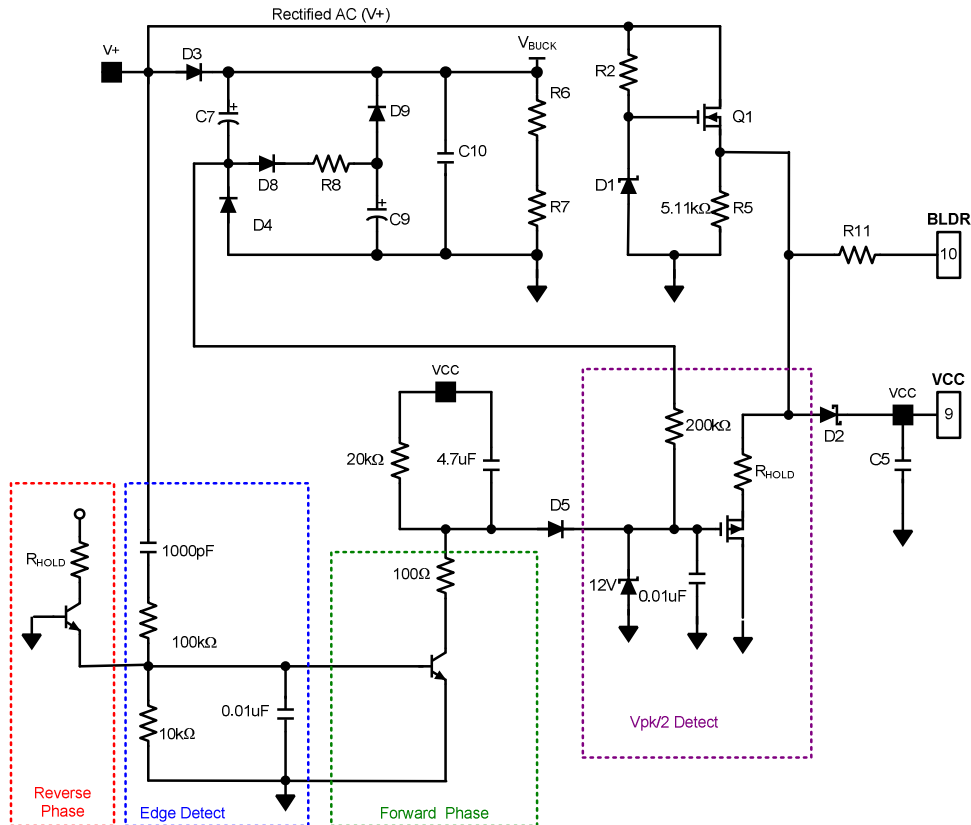 Rectified AC (V+)
V+
D3
VBUCK
R2
R6
C7
+
D9
Q1
C10
D8
R8
D1
R7
5.11kΩ
R5
+
C9
D4
R11
BLDR
10
VCC
20kΩ
4.7uF
200kΩ
D2
VCC
VCC
9
C5
RHOLD
D5
1000pF
RHOLD
100Ω
12V
0.01uF
100kΩ
0.01uF
10kΩ
Vpk/2 Detect
Reverse
Phase
Edge Detect
Forward Phase